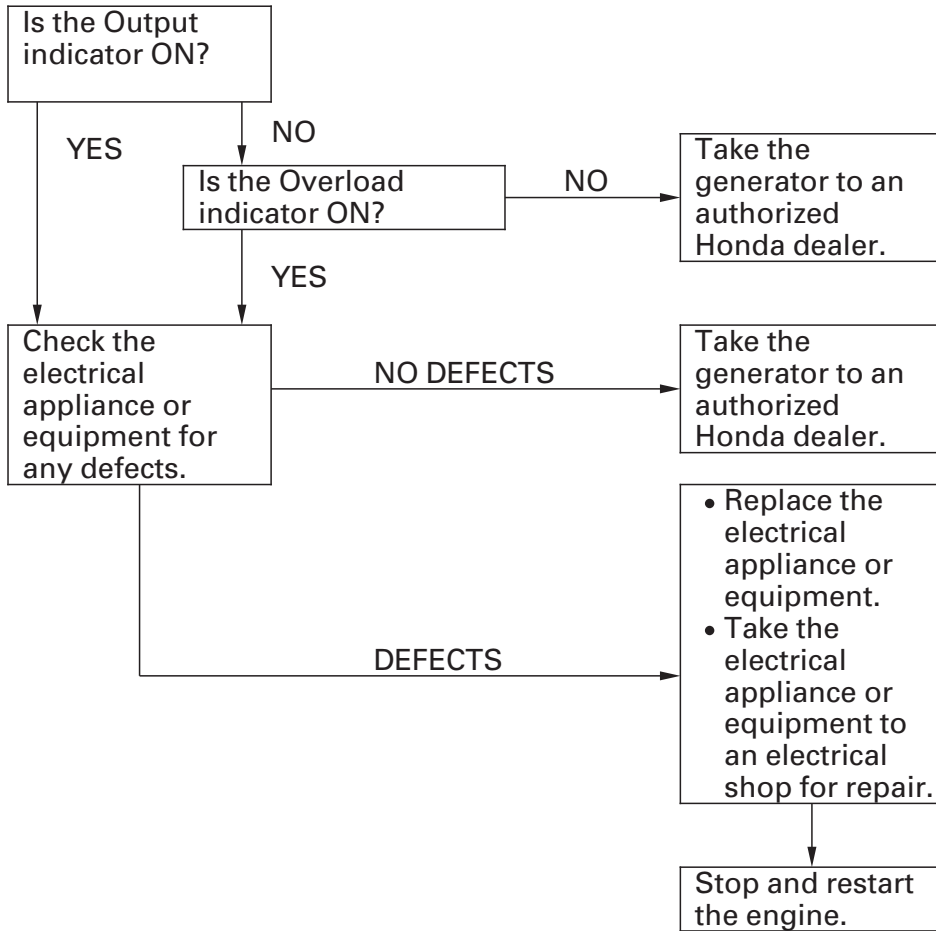 Is the Output
indicator ON?
YES
NO
Is the Overload
indicator ON?
NO
Take the
generator to an
authorized
Honda dealer.
YES
Check the
electrical
appliance or
equipment for
any defects.
NO DEFECTS
Take the
generator to an
authorized
Honda dealer.
DEFECTS
• Replace the
electrical
appliance or
equipment.
• Take the
electrical
appliance or
equipment to
an electrical
shop for repair.
Stop and restart
the engine.